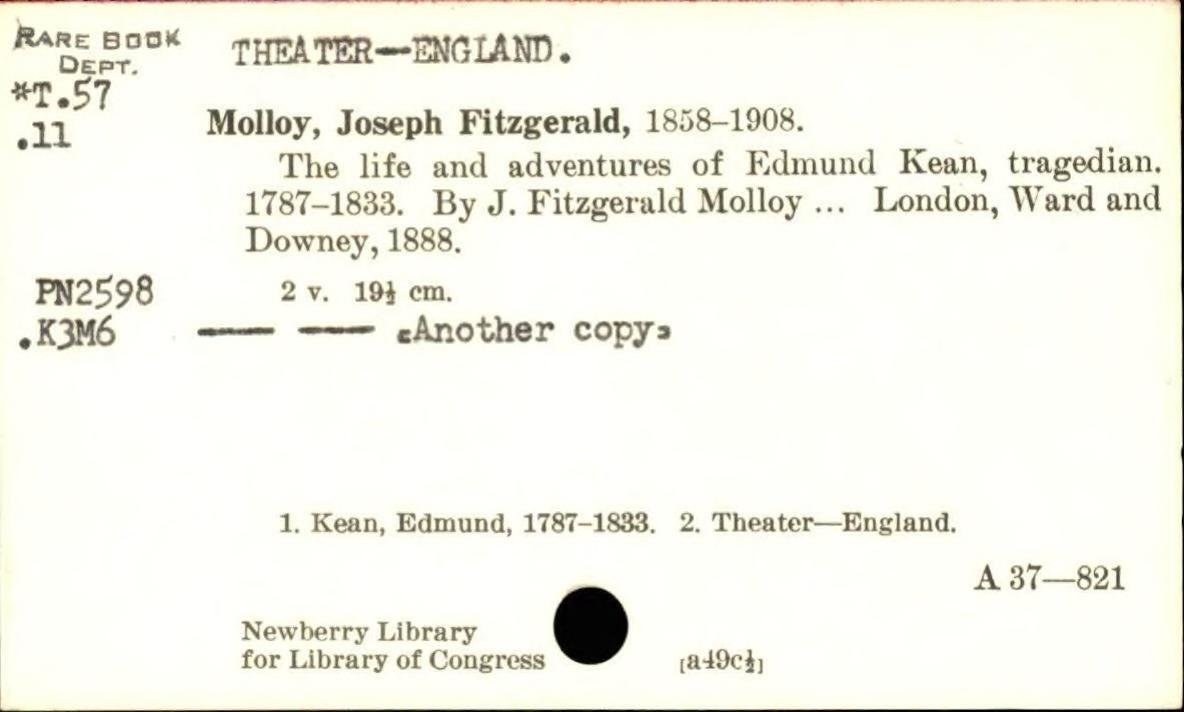 RARE BOOK
DEPT.
THEATER—ENGLAND.
*T.57
.11
Molloy, Joseph Fitzgerald, 1858–1908.
The life and adventures of Edmund Kean, tragedian.
1787–1833. By J. Fitzgerald Molloy ... London, Ward and
Downey, 1888.
PN2598
2 v. 19½ cm.
.K3M6
—— —— [Another copy]
1. Kean, Edmund, 1787–1833. 2. Theater—England.
A 37—821
Newberry Library
for Library of Congress
[a49c½]